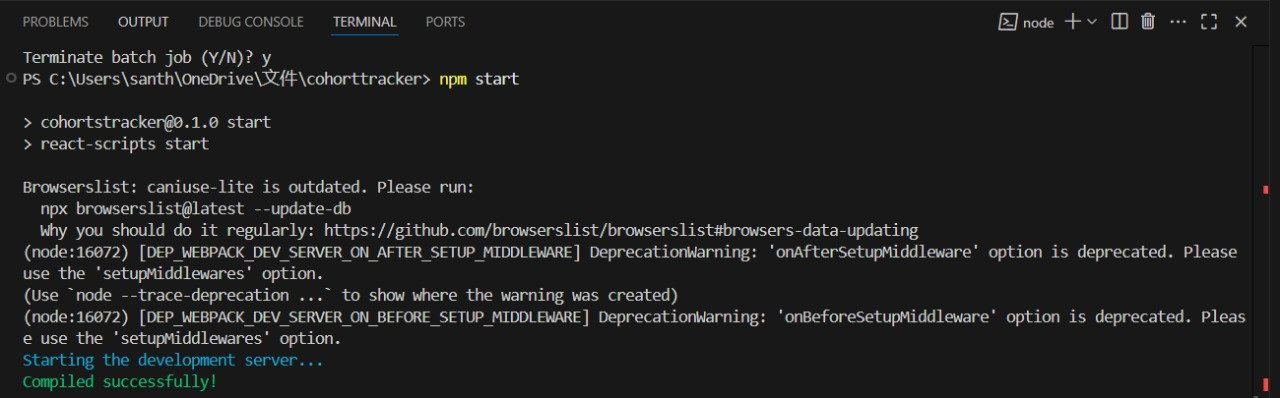 PROBLEMS OUTPUT DEBUG CONSOLE TERMINAL PORTS node
Terminate batch job (Y/N)? y
PS C:\Users\santh\OneDrive\文件\cohorttracker> npm start
> cohortstracker@0.1.0 start
> react-scripts start
Browserslist: caniuse-lite is outdated. Please run:
  npx browserslist@latest --update-db
  Why you should do it regularly: https://github.com/browserslist/browserslist#browsers-data-updating
(node:16072) [DEP_WEBPACK_DEV_SERVER_ON_AFTER_SETUP_MIDDLEWARE] DeprecationWarning: 'onAfterSetupMiddleware' option is deprecated. Please
use the 'setupMiddlewares' option.
(Use `node --trace-deprecation ...` to show where the warning was created)
(node:16072) [DEP_WEBPACK_DEV_SERVER_ON_BEFORE_SETUP_MIDDLEWARE] DeprecationWarning: 'onBeforeSetupMiddleware' option is deprecated. Pleas
e use the 'setupMiddlewares' option.
Starting the development server...
Compiled successfully!